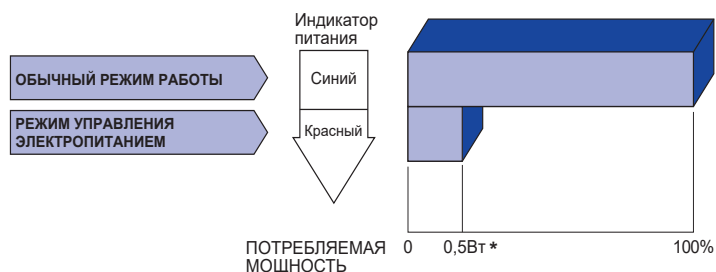 Индикатор
питания
ОБЫЧНЫЙ РЕЖИМ РАБОТЫ
Синий
РЕЖИМ УПРАВЛЕНИЯ
ЭЛЕКТРОПИТАНИЕМ
Красный
ПОТРЕБЛЯЕМАЯ
МОЩНОСТЬ
0 0,5Вт * 100%